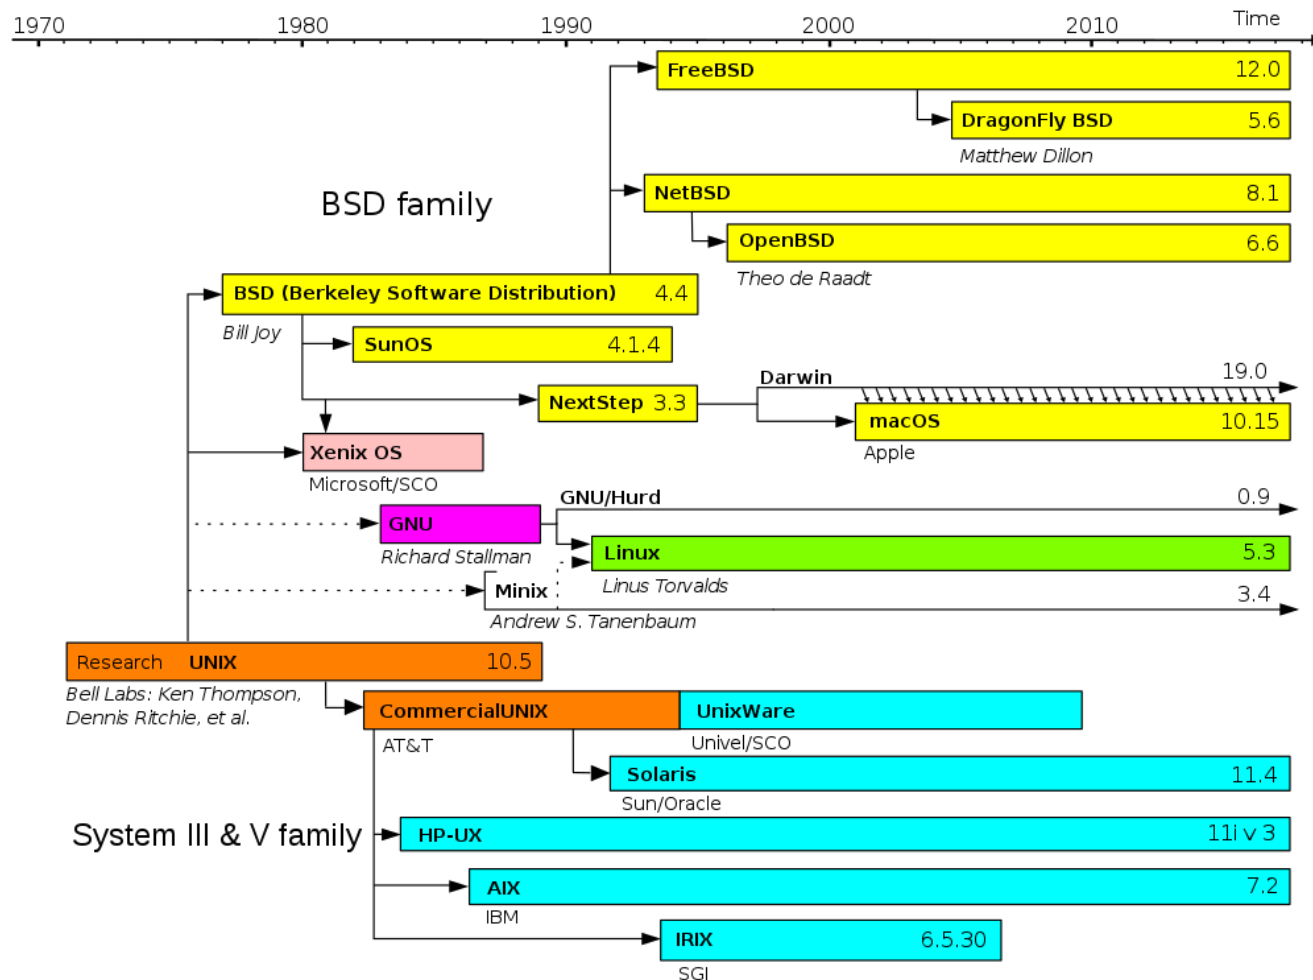 1970 1980 1990 2000 2010 Time
FreeBSD 12.0
DragonFly BSD 5.6
Matthew Dillon
BSD family
NetBSD 8.1
OpenBSD 6.6
Theo de Raadt
BSD (Berkeley Software Distribution) 4.4
Bill Joy
SunOS 4.1.4
Darwin 19.0
NextStep 3.3
macOS 10.15
Apple
Xenix OS
Microsoft/SCO
GNU/Hurd 0.9
GNU
Richard Stallman
Linux 5.3
Linus Torvalds
Minix 3.4
Andrew S. Tanenbaum
Research UNIX 10.5
Bell Labs: Ken Thompson,
Dennis Ritchie, et al.
CommercialUNIX UnixWare
AT&T Univel/SCO
Solaris 11.4
Sun/Oracle
System III & V family
HP-UX 11i v 3
AIX 7.2
IBM
IRIX 6.5.30
SGI